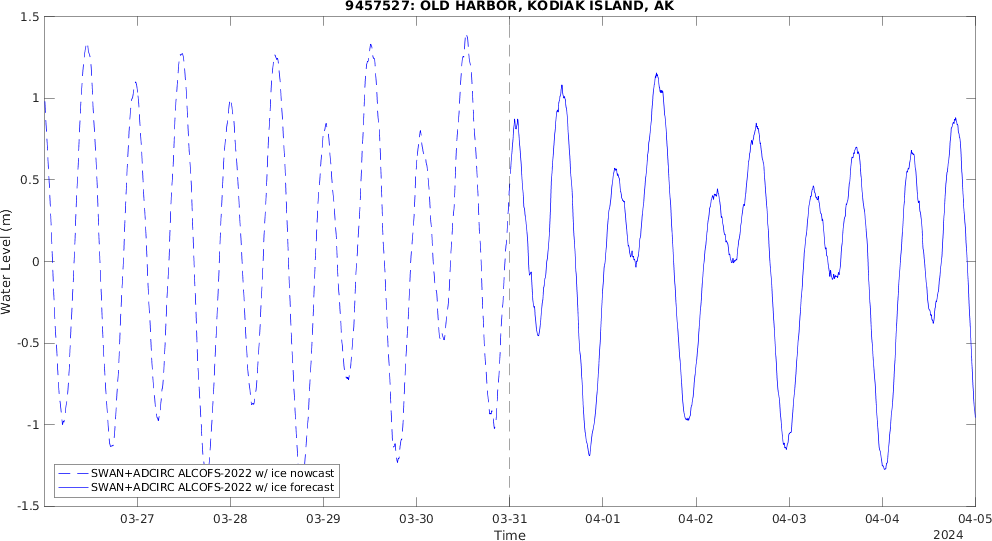 9457527: OLD HARBOR, KODIAK ISLAND, AK
1.5
1
0.5
0
-0.5
-1
-1.5
Water Level (m)
SWAN+ADCIRC ALCOFS-2022 w/ ice nowcast
SWAN+ADCIRC ALCOFS-2022 w/ ice forecast
03-27 03-28 03-29 03-30 03-31 04-01 04-02 04-03 04-04 04-05
Time
2024